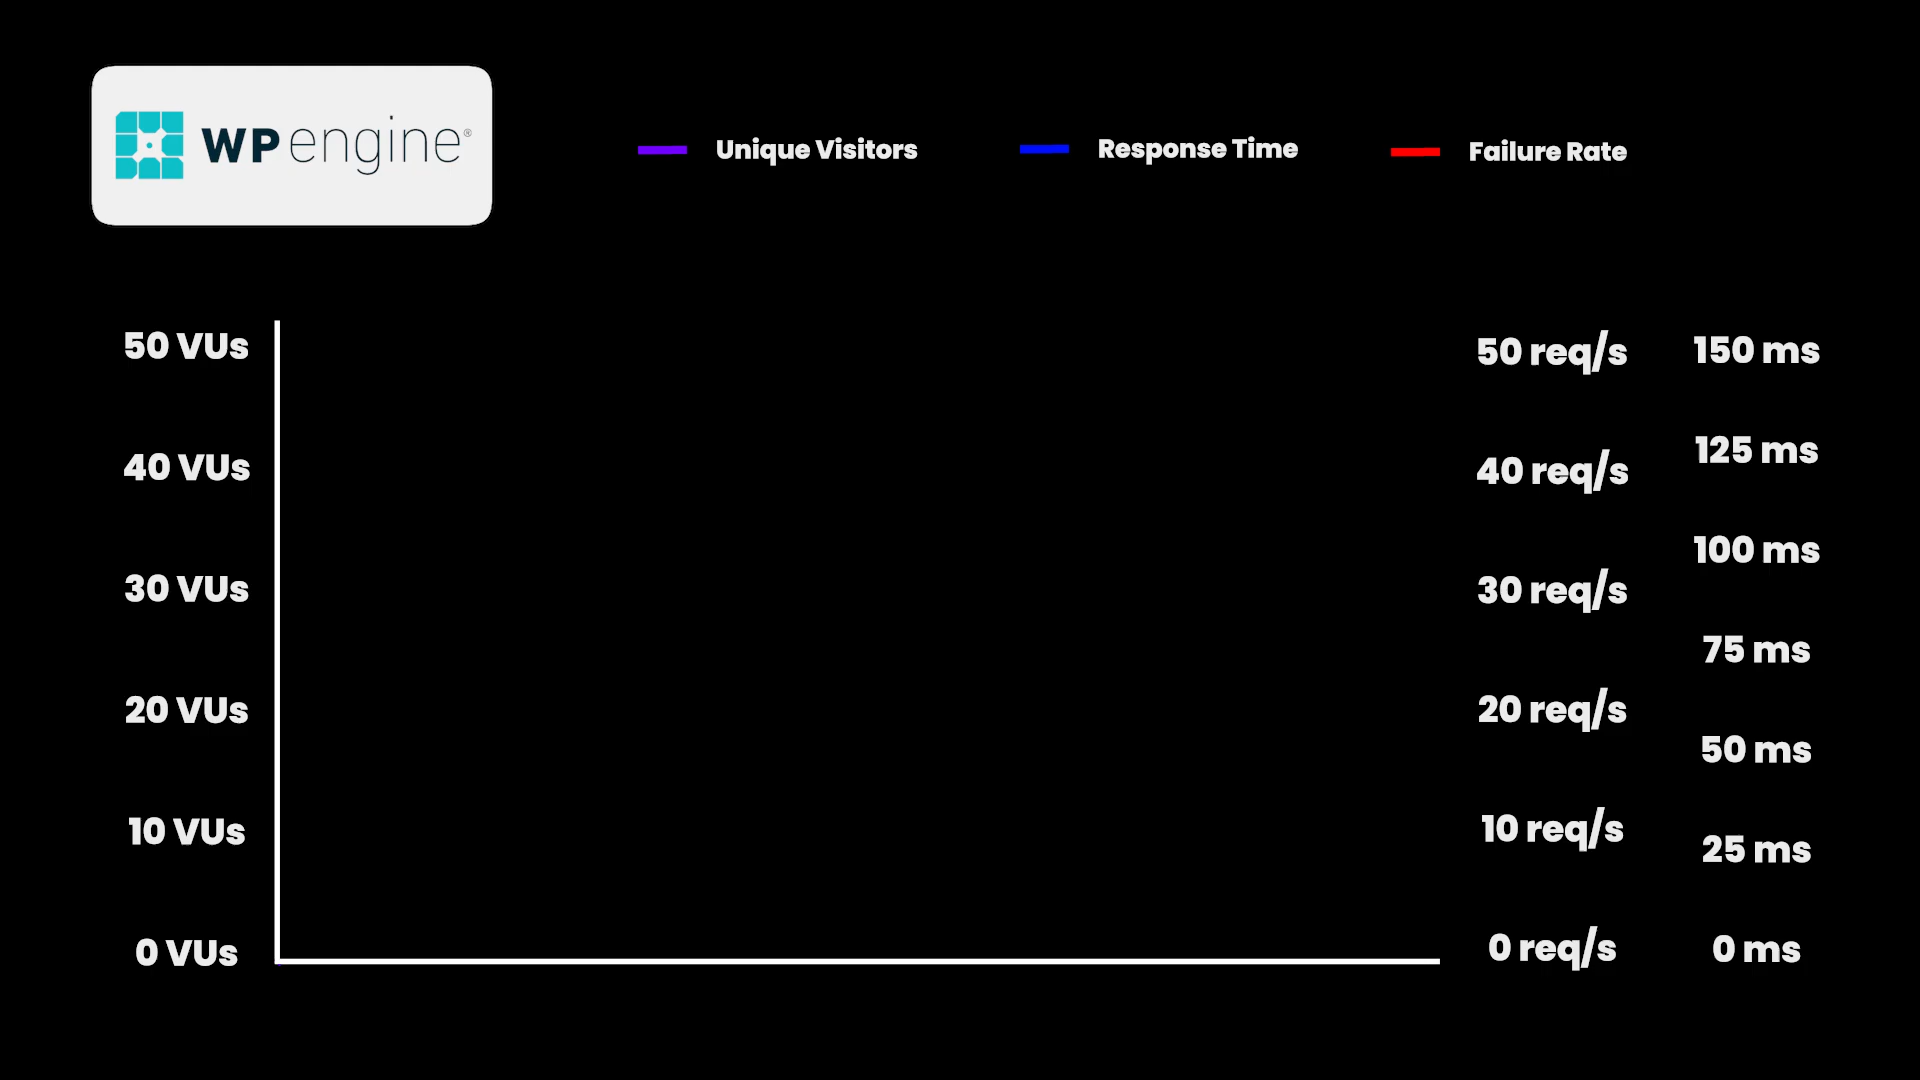 WP engine®
Unique Visitors
Response Time
Failure Rate
50 VUs
40 VUs
30 VUs
20 VUs
10 VUs
0 VUs
50 req/s
40 req/s
30 req/s
20 req/s
10 req/s
0 req/s
150 ms
125 ms
100 ms
75 ms
50 ms
25 ms
0 ms